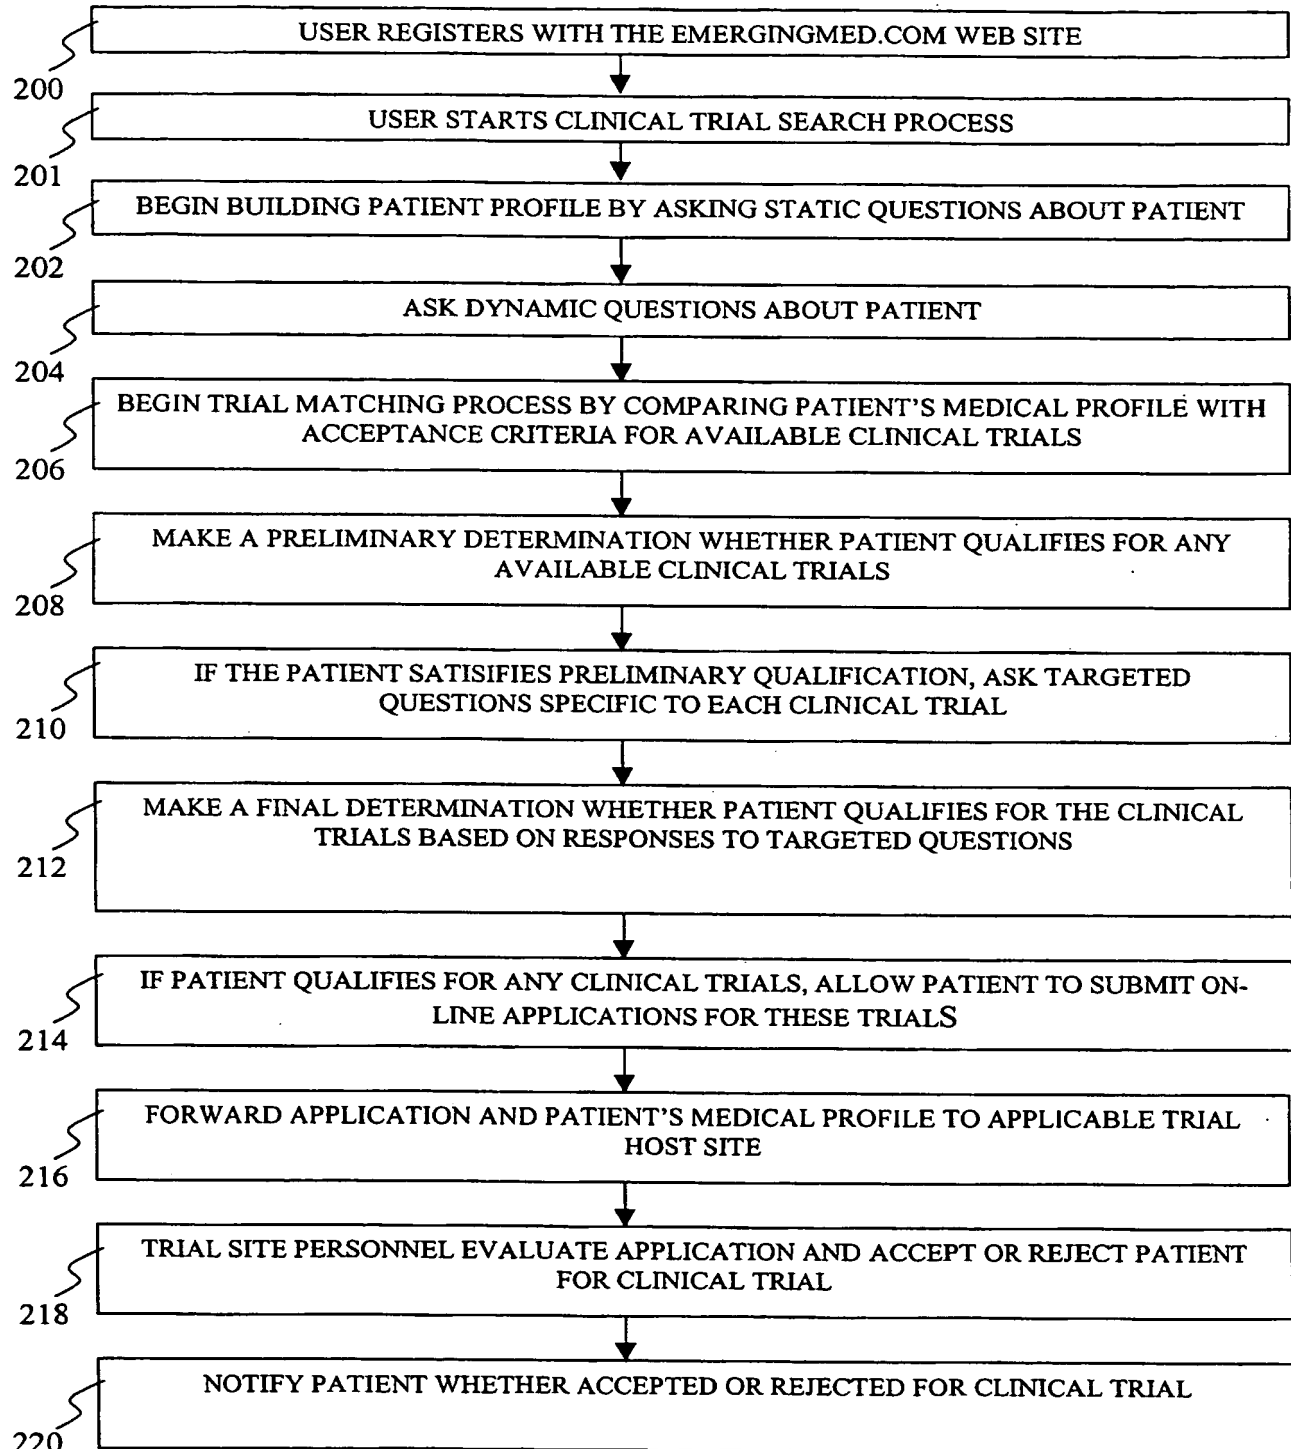 USER REGISTERS WITH THE EMERGINGMED.COM WEB SITE
200
USER STARTS CLINICAL TRIAL SEARCH PROCESS
201
BEGIN BUILDING PATIENT PROFILE BY ASKING STATIC QUESTIONS ABOUT PATIENT
202
ASK DYNAMIC QUESTIONS ABOUT PATIENT
204
BEGIN TRIAL MATCHING PROCESS BY COMPARING PATIENT'S MEDICAL PROFILE WITH
ACCEPTANCE CRITERIA FOR AVAILABLE CLINICAL TRIALS
206
MAKE A PRELIMINARY DETERMINATION WHETHER PATIENT QUALIFIES FOR ANY
AVAILABLE CLINICAL TRIALS
208
IF THE PATIENT SATISIFIES PRELIMINARY QUALIFICATION, ASK TARGETED
QUESTIONS SPECIFIC TO EACH CLINICAL TRIAL
210
MAKE A FINAL DETERMINATION WHETHER PATIENT QUALIFIES FOR THE CLINICAL
TRIALS BASED ON RESPONSES TO TARGETED QUESTIONS
212
IF PATIENT QUALIFIES FOR ANY CLINICAL TRIALS, ALLOW PATIENT TO SUBMIT ON-
LINE APPLICATIONS FOR THESE TRIALS
214
FORWARD APPLICATION AND PATIENT'S MEDICAL PROFILE TO APPLICABLE TRIAL
HOST SITE
216
TRIAL SITE PERSONNEL EVALUATE APPLICATION AND ACCEPT OR REJECT PATIENT
FOR CLINICAL TRIAL
218
NOTIFY PATIENT WHETHER ACCEPTED OR REJECTED FOR CLINICAL TRIAL
220